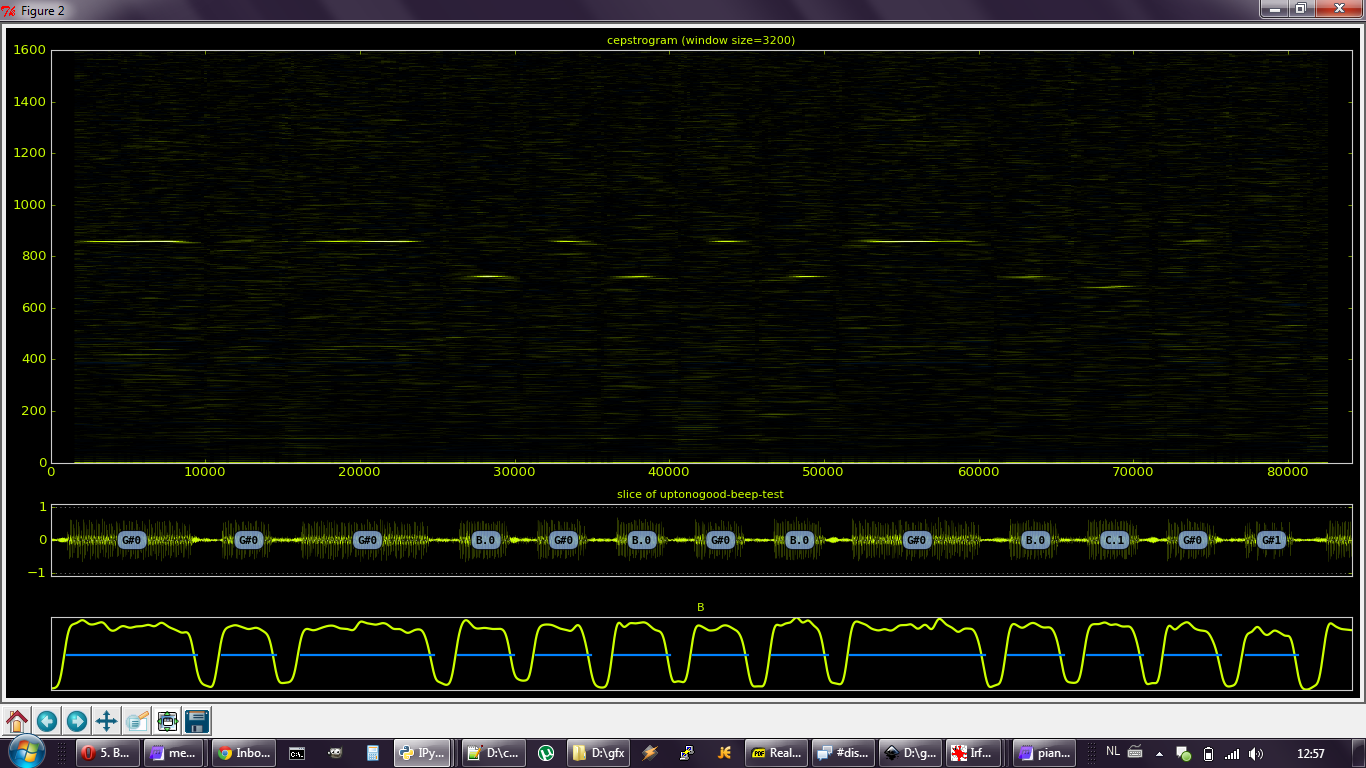 Figure 2
cepstrogram (window size=3200)
1600
1400
1200
1000
800
600
400
200
0
0 10000 20000 30000 40000 50000 60000 70000 80000
slice of uptonogood-beep-test
1
0
−1
G#0 G#0 G#0 B.0 G#0 B.0 G#0 B.0 G#0 B.0 C.1 G#0 G#1
B
5. B... me... Inbo... C:\. IPy... D:\c... D:\gfx Real... #dis... D:\g... Irf... pian... NL 12:57